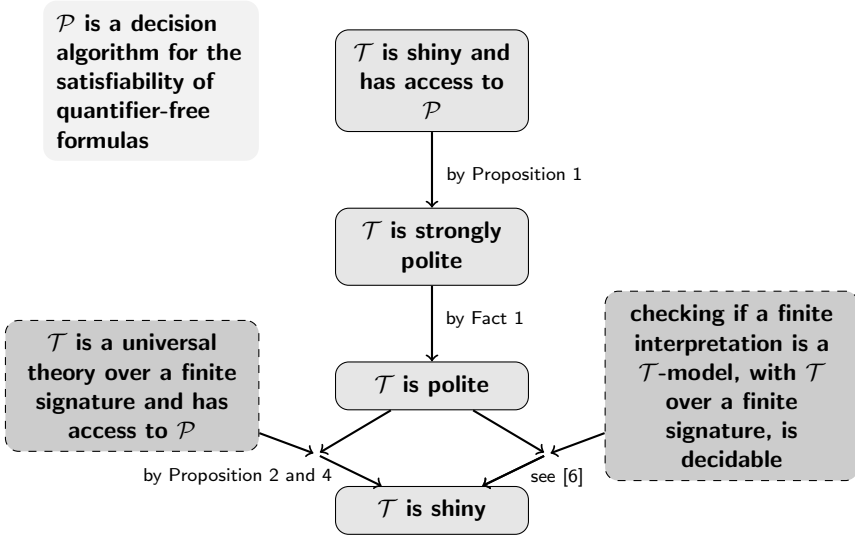 𝒫 is a decision
algorithm for the
satisfiability of
quantifier-free
formulas
𝒯 is shiny and
has access to
𝒫
by Proposition 1
𝒯 is strongly
polite
by Fact 1
𝒯 is a universal
theory over a finite
signature and has
access to 𝒫
𝒯 is polite
checking if a finite
interpretation is a
𝒯-model, with 𝒯
over a finite
signature, is
decidable
by Proposition 2 and 4
see [6]
𝒯 is shiny